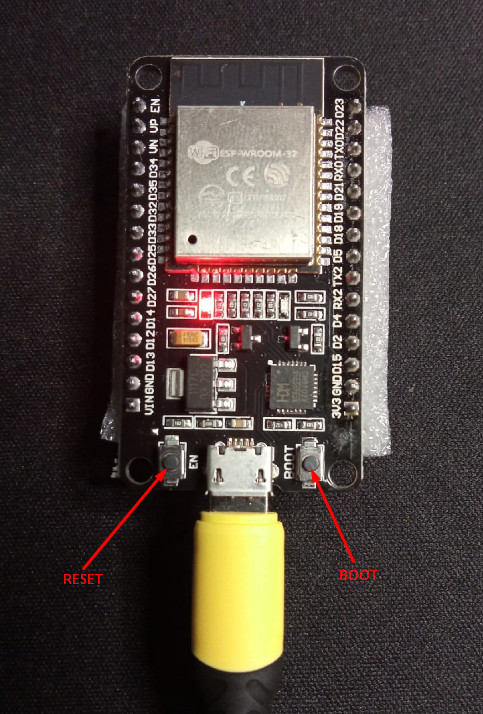 WiFi ESP-WROOM-32
CE
EN
VP
VN
D34
D35
D32
D33
D25
D26
D27
D14
D12
D13
GND
VIN
D23
D22
TX0
RX0
D21
D19
D18
D5
TX2
RX2
D4
D2
D15
GND
3V3
EN
BOOT
RESET
BOOT